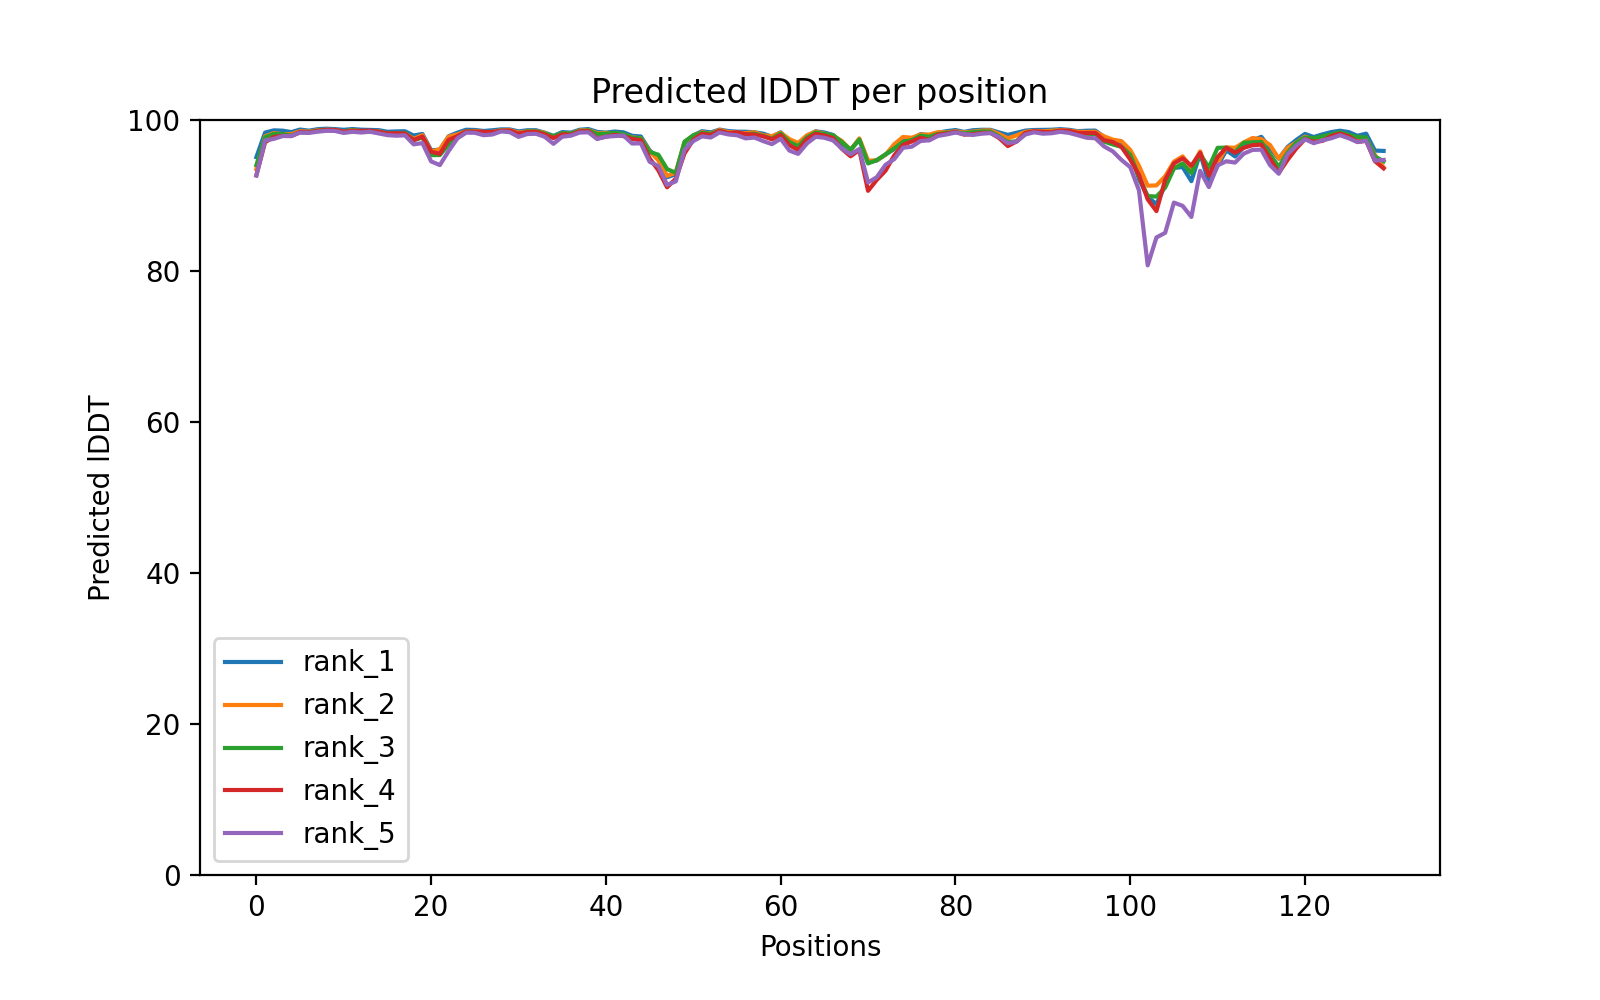 Predicted lDDT per position
100
80
60
40
20
0
Predicted lDDT
rank_1
rank_2
rank_3
rank_4
rank_5
0 20 40 60 80 100 120
Positions